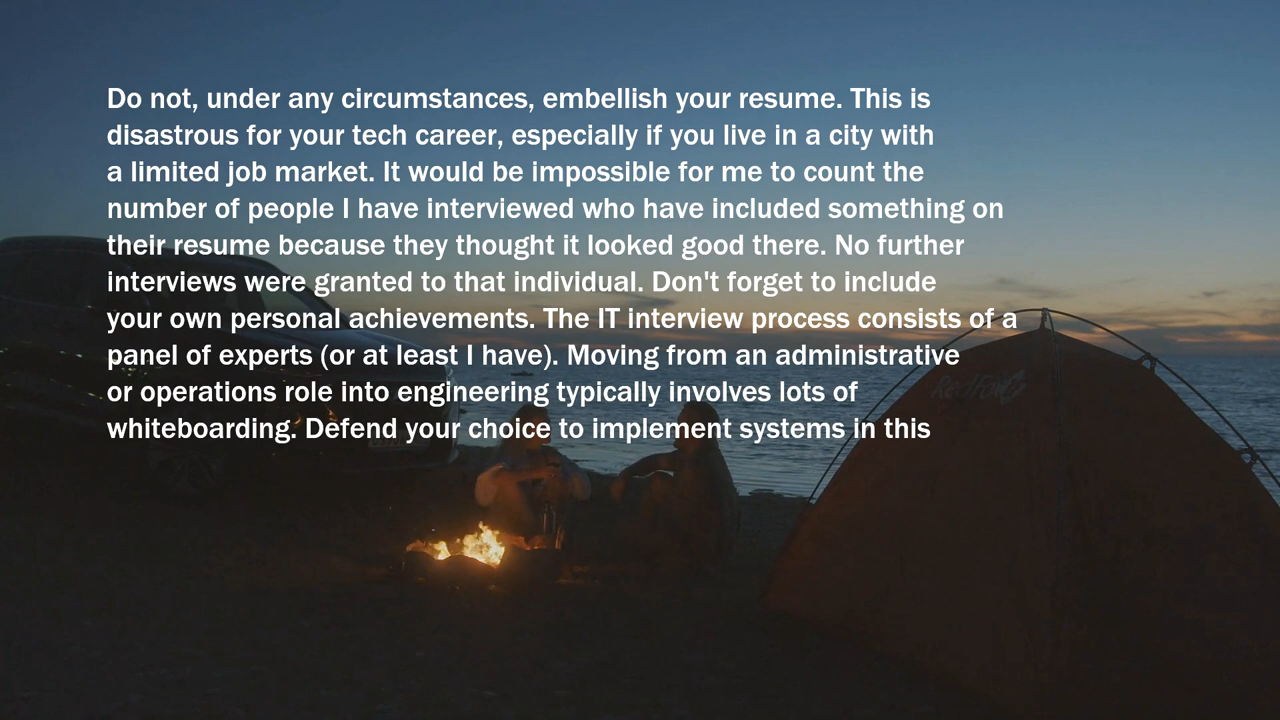 Do not, under any circumstances, embellish your resume. This is
disastrous for your tech career, especially if you live in a city with
a limited job market. It would be impossible for me to count the
number of people I have interviewed who have included something on
their resume because they thought it looked good there. No further
interviews were granted to that individual. Don't forget to include
your own personal achievements. The IT interview process consists of a
panel of experts (or at least I have). Moving from an administrative
or operations role into engineering typically involves lots of
whiteboarding. Defend your choice to implement systems in this